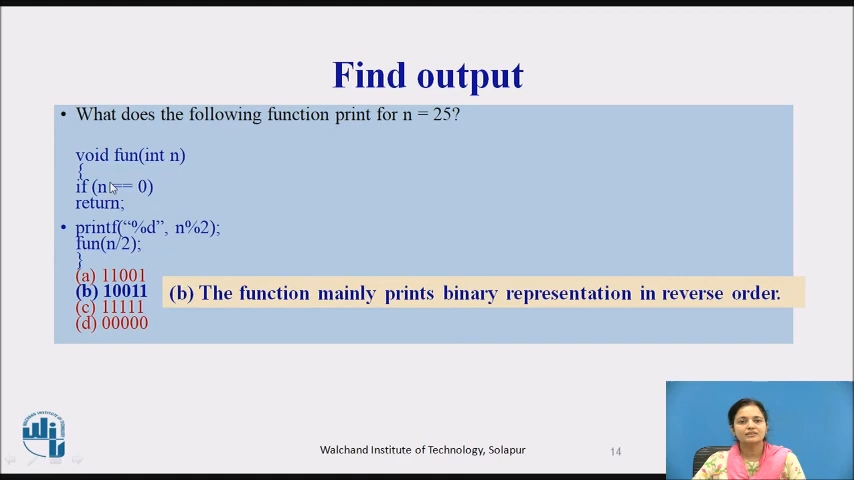 Find output
• What does the following function print for n = 25?
void fun(int n)
{
if (n == 0)
return;
• printf(“%d”, n%2);
fun(n/2);
}
(a) 11001
(b) 10011
(b) The function mainly prints binary representation in reverse order.
(c) 11111
(d) 00000
Walchand Institute of Technology, Solapur
14